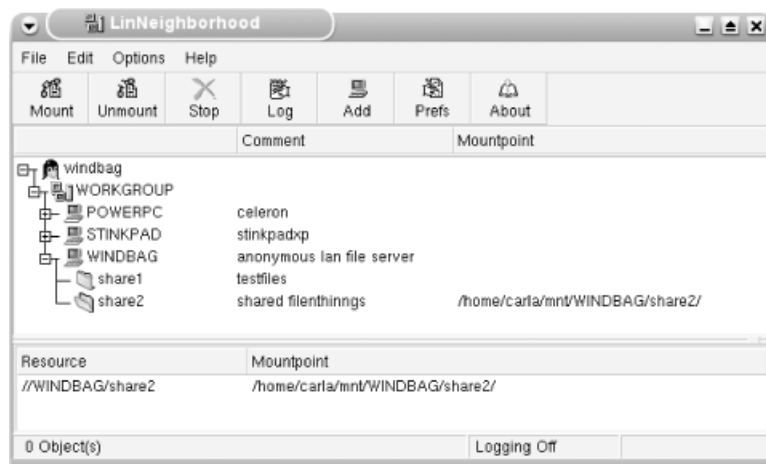 LinNeighborhood
File Edit Options Help
Mount Unmount Stop Log Add Prefs About
Comment Mountpoint
windbag
WORKGROUP
POWERPC celeron
STINKPAD stinkpadxp
WINDBAG anonymous lan file server
share1 testfiles
share2 shared filenthinngs /home/carla/mnt/WINDBAG/share2/
Resource Mountpoint
//WINDBAG/share2 /home/carla/mnt/WINDBAG/share2/
0 Object(s) Logging Off